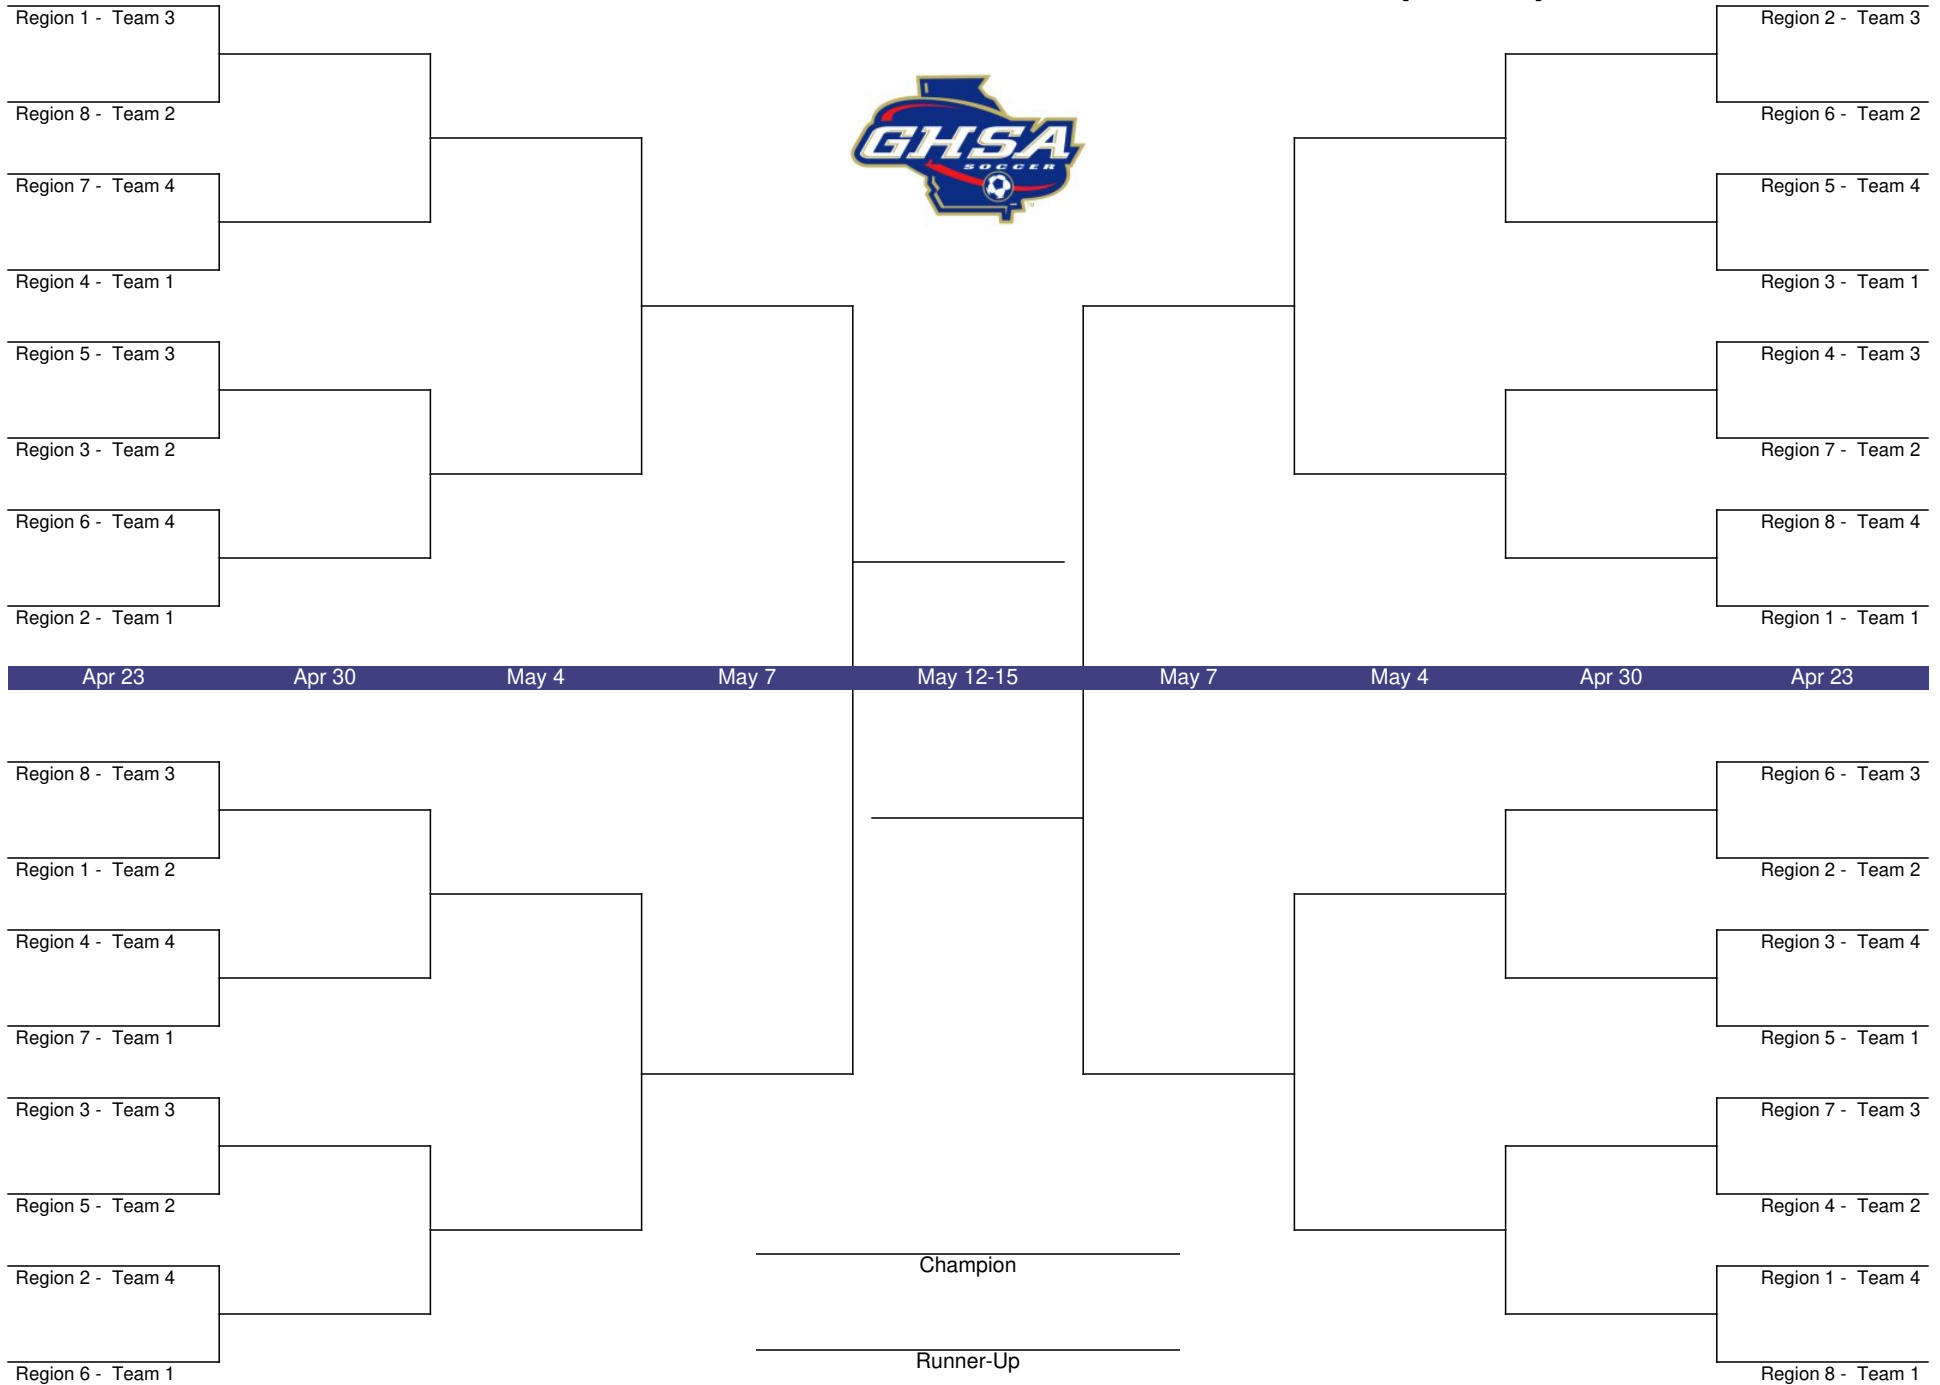 Region 1 - Team 3
Region 8 - Team 2
Region 7 - Team 4
Region 4 - Team 1
Region 5 - Team 3
Region 3 - Team 2
Region 6 - Team 4
Region 2 - Team 1
GHSA
SOCCER
Region 2 - Team 3
Region 6 - Team 2
Region 5 - Team 4
Region 3 - Team 1
Region 4 - Team 3
Region 7 - Team 2
Region 8 - Team 4
Region 1 - Team 1
Apr 23 Apr 30 May 4 May 7 May 12-15 May 7 May 4 Apr 30 Apr 23
Region 8 - Team 3
Region 1 - Team 2
Region 4 - Team 4
Region 7 - Team 1
Region 3 - Team 3
Region 5 - Team 2
Region 2 - Team 4
Region 6 - Team 1
Champion
Runner-Up
Region 6 - Team 3
Region 2 - Team 2
Region 3 - Team 4
Region 5 - Team 1
Region 7 - Team 3
Region 4 - Team 2
Region 1 - Team 4
Region 8 - Team 1